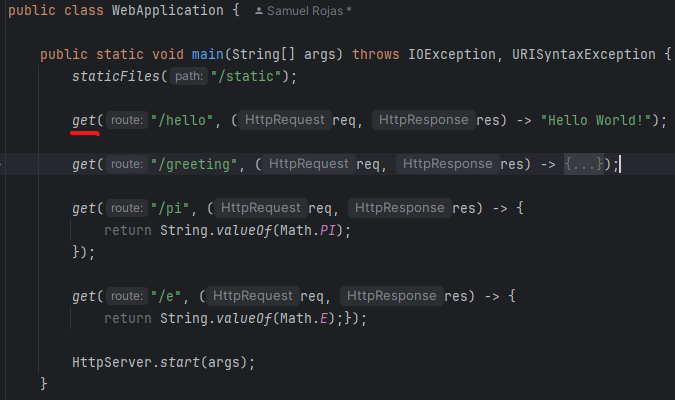 public class WebApplication { Samuel Rojas *
public static void main(String[] args) throws IOException, URISyntaxException {
staticFiles( path: "/static");
get( route: "/hello", ( HttpRequest req, HttpResponse res) -> "Hello World!");
get( route: "/greeting", ( HttpRequest req, HttpResponse res) -> {...});
get( route: "/pi", ( HttpRequest req, HttpResponse res) -> {
return String.valueOf(Math.PI);
});
get( route: "/e", ( HttpRequest req, HttpResponse res) -> {
return String.valueOf(Math.E);});
HttpServer.start(args);
}